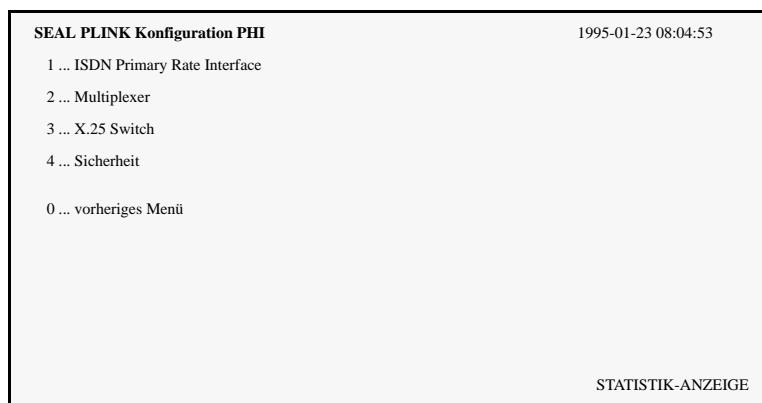 SEAL PLINK Konfiguration PHI 1995-01-23 08:04:53
1 ... ISDN Primary Rate Interface
2 ... Multiplexer
3 ... X.25 Switch
4 ... Sicherheit
0 ... vorheriges Menü
STATISTIK-ANZEIGE